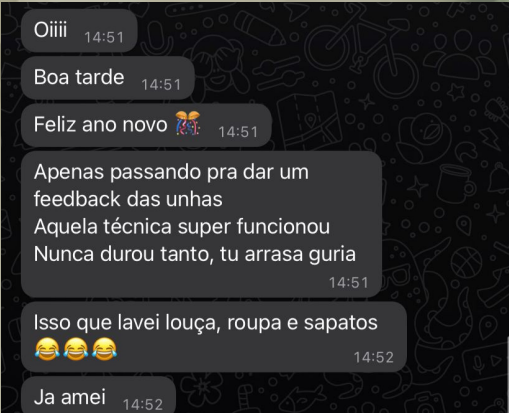 Oiiii 14:51
Boa tarde 14:51
Feliz ano novo 🎊 14:51
Apenas passando pra dar um
feedback das unhas
Aquela técnica super funcionou
Nunca durou tanto, tu arrasa guria
14:51
Isso que lavei louça, roupa e sapatos
😂😂😂 14:52
Ja amei 14:52